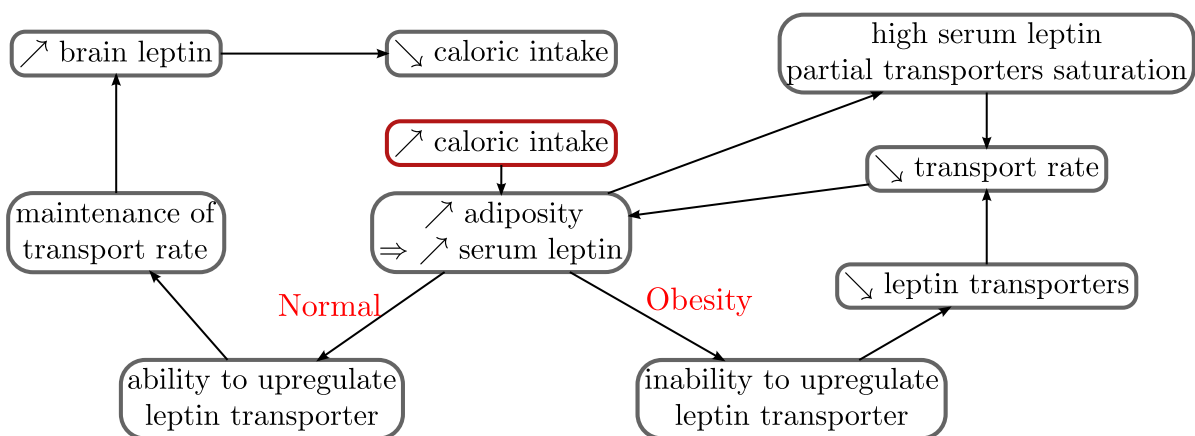 ↗ brain leptin
↘ caloric intake
high serum leptin
partial transporters saturation
↗ caloric intake
↘ transport rate
maintenance of
transport rate
↗ adiposity
⇒ ↗ serum leptin
↘ leptin transporters
Normal
Obesity
ability to upregulate
leptin transporter
inability to upregulate
leptin transporter